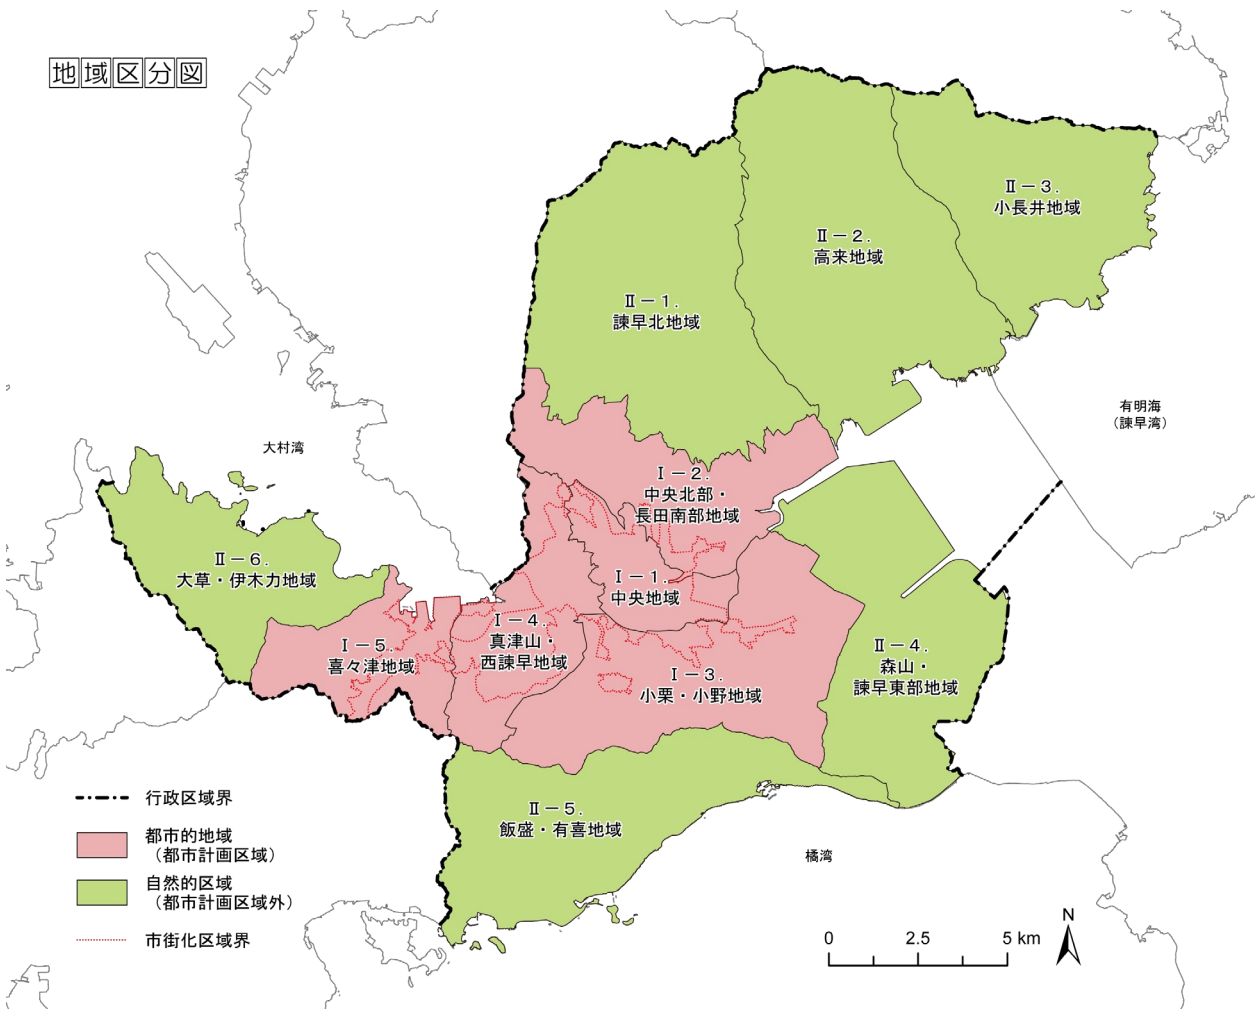 地域区分図
Ⅱ－３．
小長井地域
Ⅱ－２．
高来地域
Ⅱ－１．
諫早北地域
有明海
（諫早湾）
大村湾
Ⅰ－２．
中央北部・
長田南部地域
Ⅱ－６．
大草・伊木力地域
Ⅰ－１．
中央地域
Ⅰ－４．
真津山・
西諫早地域
Ⅰ－５．
喜々津地域
Ⅱ－４．
森山・
諫早東部地域
Ⅰ－３．
小栗・小野地域
Ⅱ－５．
飯盛・有喜地域
橘湾
行政区域界
都市的地域
（都市計画区域）
自然的区域
（都市計画区域外）
市街化区域界
0 2.5 5 km
N